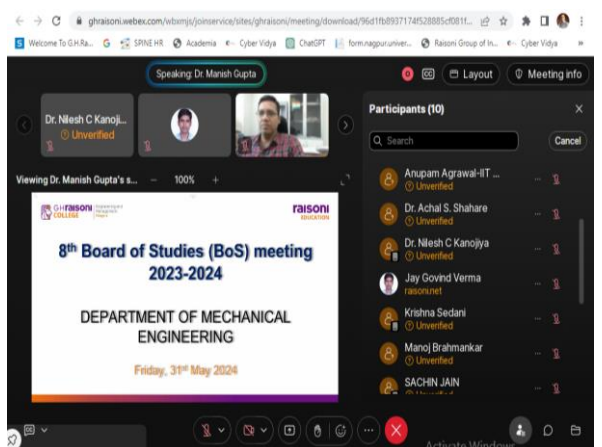 ghraisoni.webex.com/wbxmjs/joinservice/sites/ghraisoni/meeting/download/96d1fb8937174f528885cf081f...
Welcome To G.H.Ra... SPINE HR Academia Cyber Vidya ChatGPT form.nagpuruniver... Raisoni Group of In... Cyber Vidya »
Speaking: Dr. Manish Gupta
CC Layout Meeting info
Dr. Nilesh C Kanoji...
Unverified
Viewing Dr. Manish Gupta's s... − 100% +
GHRAISONI
COLLEGE
raisoni
EDUCATION
8th Board of Studies (BoS) meeting
2023-2024
DEPARTMENT OF MECHANICAL
ENGINEERING
Friday, 31st May 2024
Participants (10)
Search
Cancel
Anupam Agrawal-IIT ...
Unverified
Dr. Achal S. Shahare
Unverified
Dr. Nilesh C Kanojiya
Unverified
Jay Govind Verma
raisoni.net
Krishna Sedani
Unverified
Manoj Brahmankar
Unverified
SACHIN JAIN
Unverified
Activate Windows